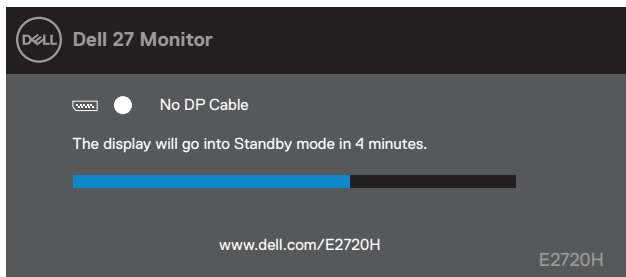 DELL
Dell 27 Monitor
No DP Cable
The display will go into Standby mode in 4 minutes.
www.dell.com/E2720H
E2720H